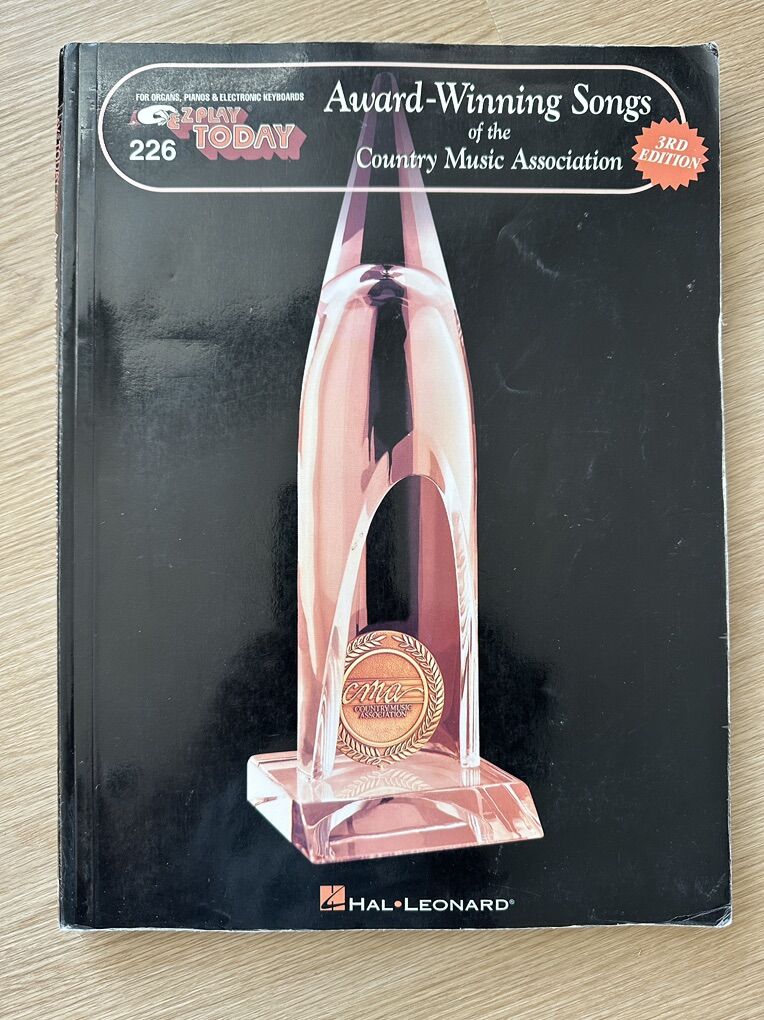 FOR ORGANS, PIANOS & ELECTRONIC KEYBOARDS
E-Z PLAY
TODAY
226
Award-Winning Songs
of the
Country Music Association
3RD
EDITION
cma
COUNTRY MUSIC
ASSOCIATION
HAL•LEONARD®